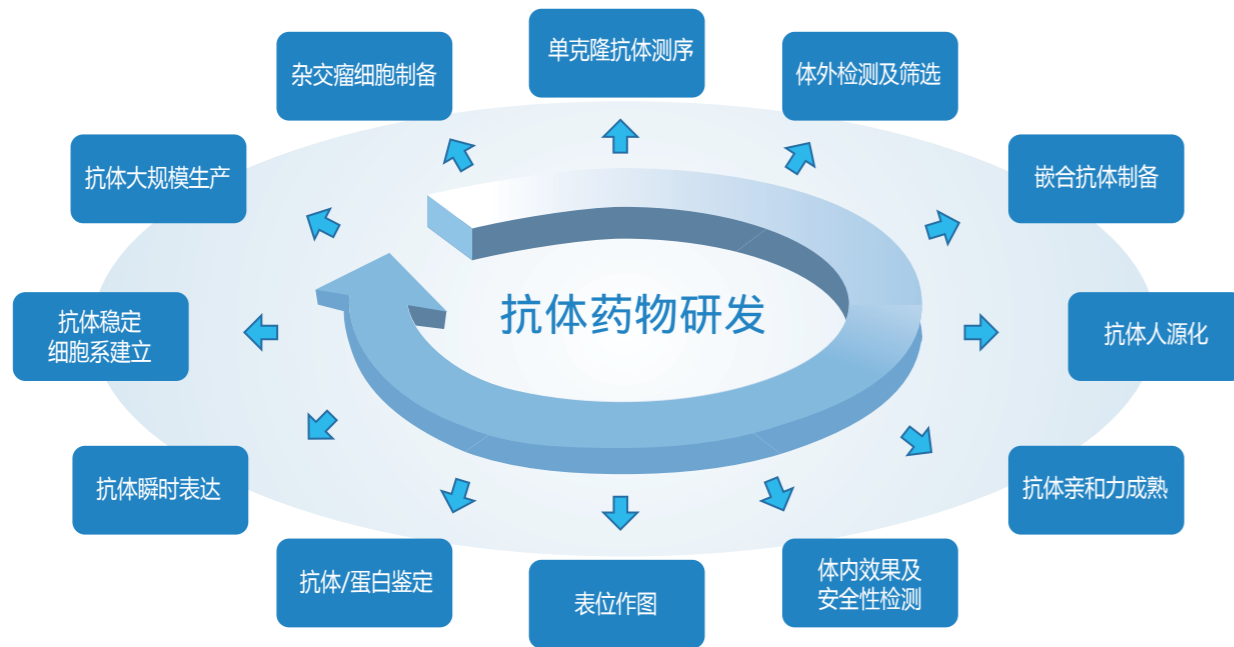 单克隆抗体测序
杂交瘤细胞制备
体外检测及筛选
抗体大规模生产
嵌合抗体制备
抗体药物研发
抗体稳定
细胞系建立
抗体人源化
抗体瞬时表达
抗体亲和力成熟
抗体/蛋白鉴定
表位作图
体内效果及
安全性检测